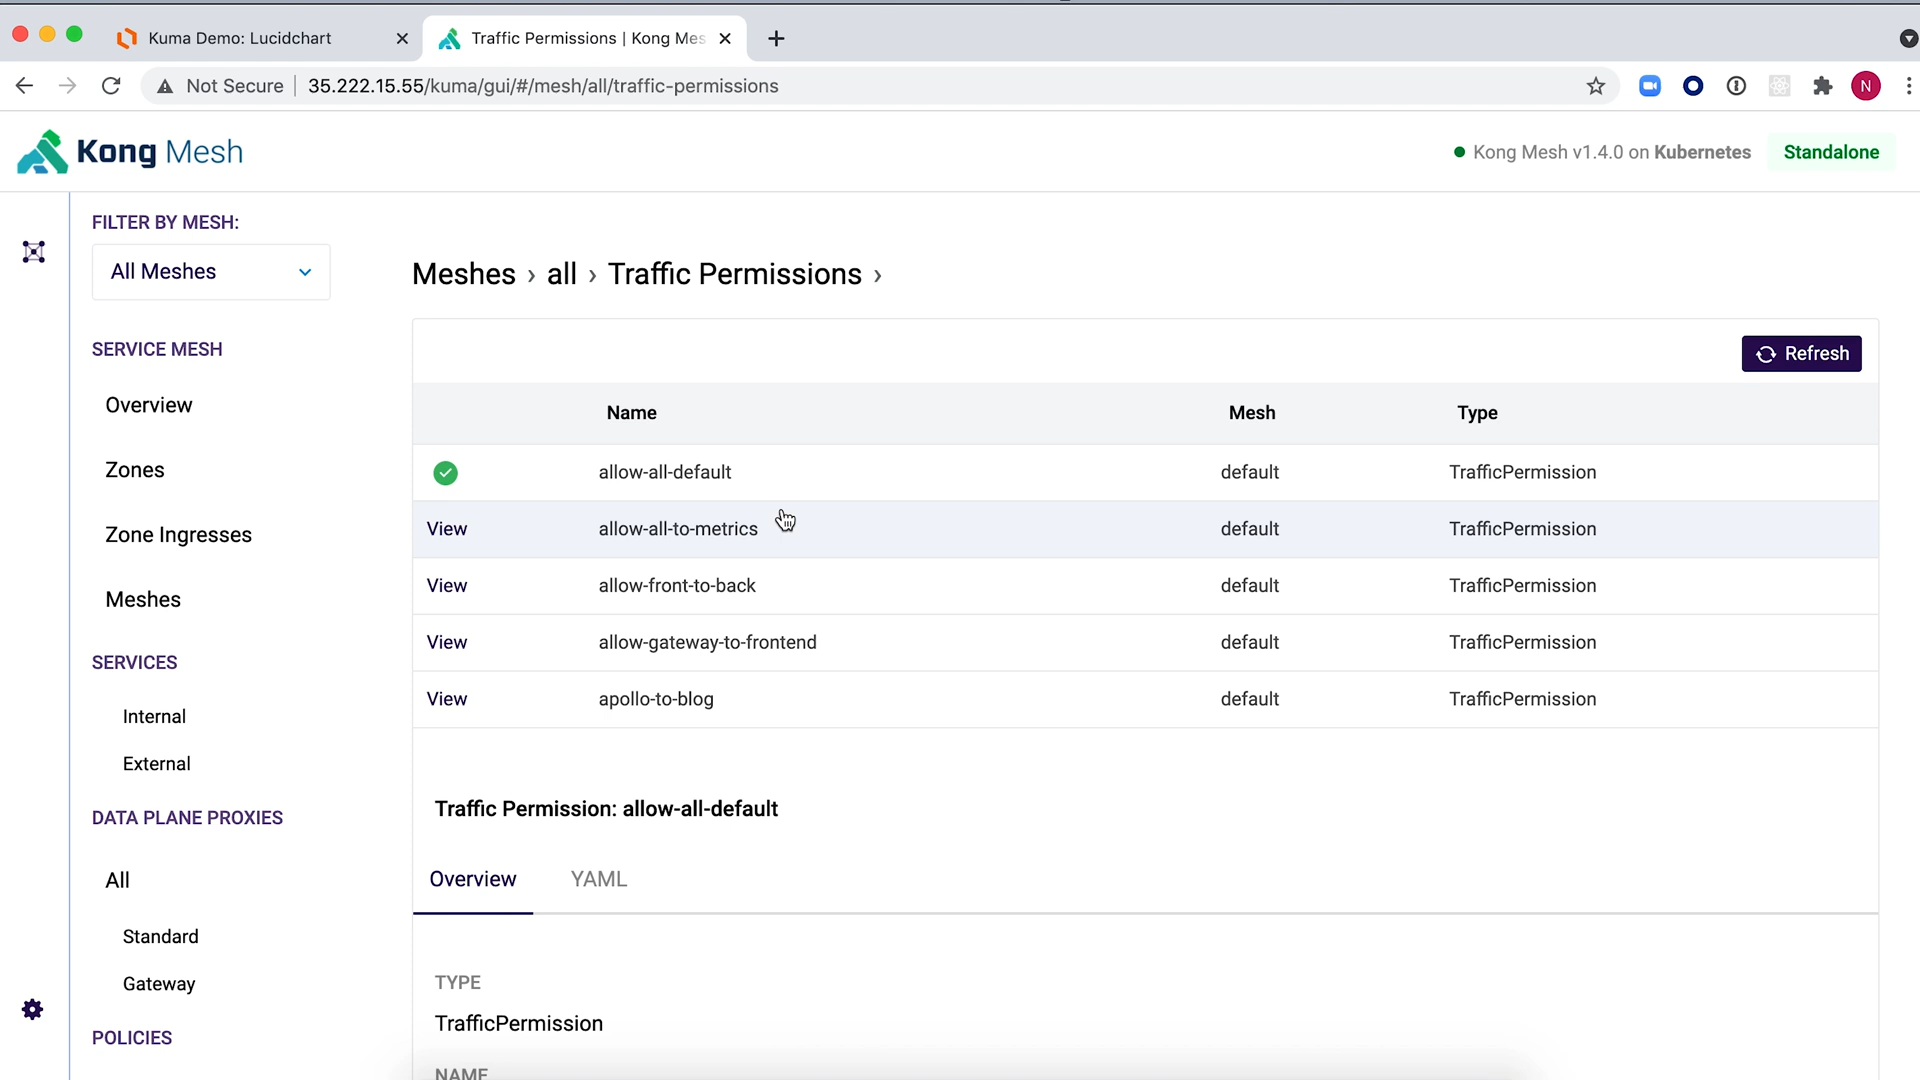 Kuma Demo: Lucidchart
Traffic Permissions | Kong Mes
Not Secure
35.222.15.55/kuma/gui/#/mesh/all/traffic-permissions
N
Kong Mesh
Kong Mesh v1.4.0 on Kubernetes
Standalone
FILTER BY MESH:
All Meshes
SERVICE MESH
Overview
Zones
Zone Ingresses
Meshes
SERVICES
Internal
External
DATA PLANE PROXIES
All
Standard
Gateway
POLICIES
Meshes › all › Traffic Permissions ›
Refresh
Name Mesh Type
allow-all-default default TrafficPermission
View allow-all-to-metrics default TrafficPermission
View allow-front-to-back default TrafficPermission
View allow-gateway-to-frontend default TrafficPermission
View apollo-to-blog default TrafficPermission
Traffic Permission: allow-all-default
Overview YAML
TYPE
TrafficPermission
NAME